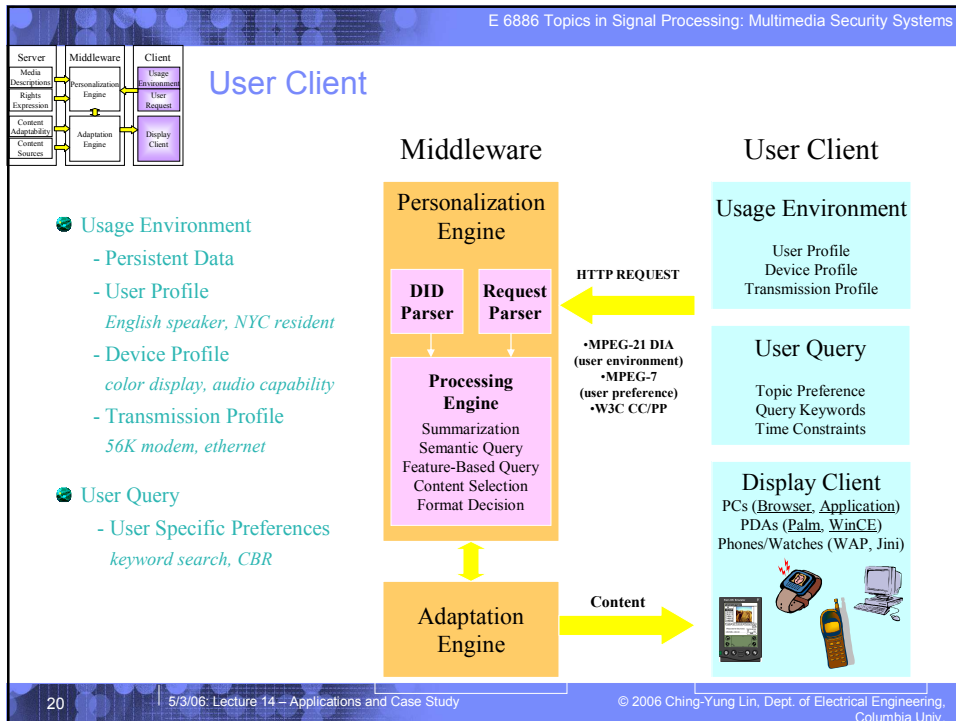 E 6886 Topics in Signal Processing: Multimedia Security Systems
Server
Media
Descriptions
Rights
Expression
Content
Adaptability
Content
Sources
Middleware
Personalization
Engine
Adaptation
Engine
Client
Usage
Environment
User
Request
Display
Client
User Client
Usage Environment
- Persistent Data
- User Profile
English speaker, NYC resident
- Device Profile
color display, audio capability
- Transmission Profile
56K modem, ethernet
User Query
- User Specific Preferences
keyword search, CBR
Middleware
Personalization
Engine
DID
Parser
Request
Parser
Processing
Engine
Summarization
Semantic Query
Feature-Based Query
Content Selection
Format Decision
Adaptation
Engine
HTTP REQUEST
•MPEG-21 DIA
(user environment)
•MPEG-7
(user preference)
•W3C CC/PP
Content
User Client
Usage Environment
User Profile
Device Profile
Transmission Profile
User Query
Topic Preference
Query Keywords
Time Constraints
Display Client
PCs (Browser, Application)
PDAs (Palm, WinCE)
Phones/Watches (WAP, Jini)
20
5/3/06: Lecture 14 – Applications and Case Study
© 2006 Ching-Yung Lin, Dept. of Electrical Engineering,
Columbia Univ.